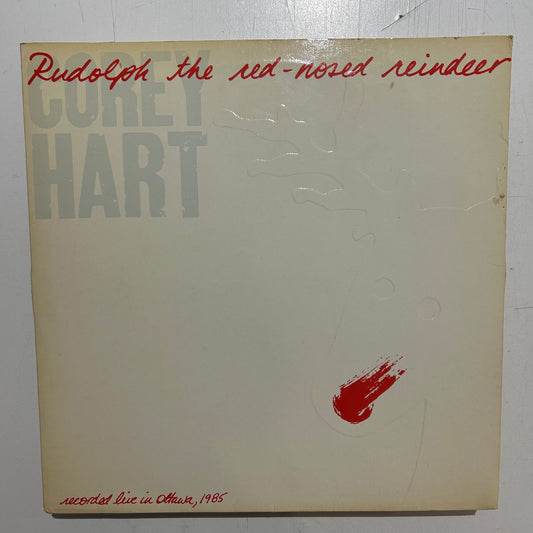 Rudolph the red-nosed reindeer
COREY
HART
recorded live in Ottawa, 1985